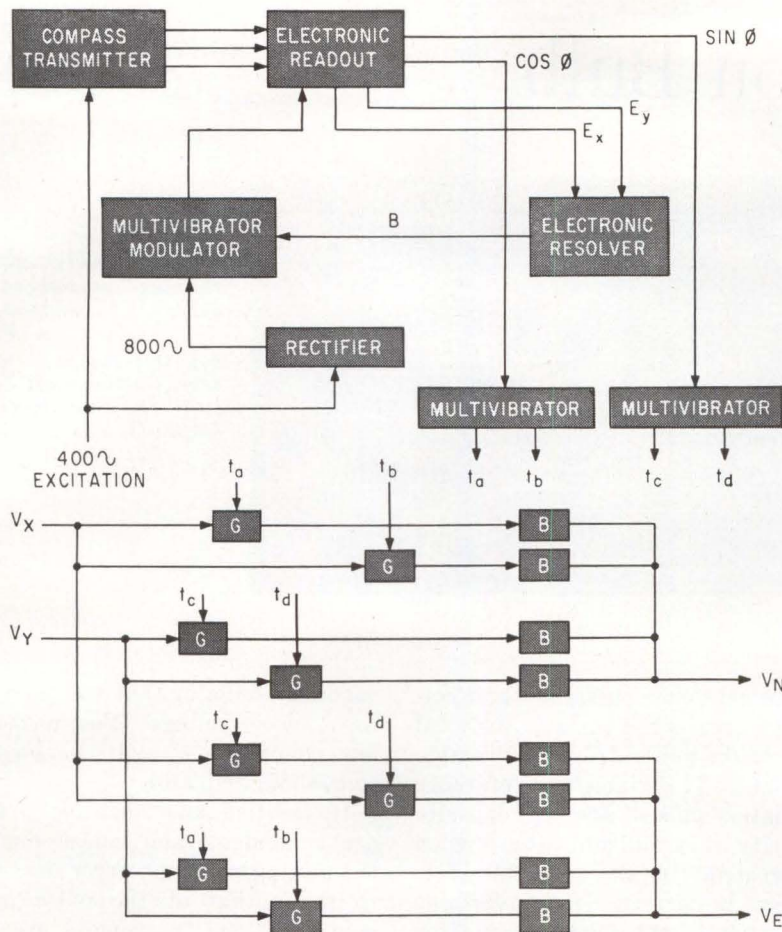 COMPASS
TRANSMITTER
ELECTRONIC
READOUT
SIN Ø
COS Ø
Ey
Ex
MULTIVIBRATOR
MODULATOR
B
ELECTRONIC
RESOLVER
800∿
RECTIFIER
MULTIVIBRATOR
MULTIVIBRATOR
400∿
EXCITATION
ta
tb
tc
td
ta
tb
VX
G
B
G
B
tc
td
VY
G
B
G
B
VN
tc
td
G
B
G
B
ta
tb
G
B
G
B
VE